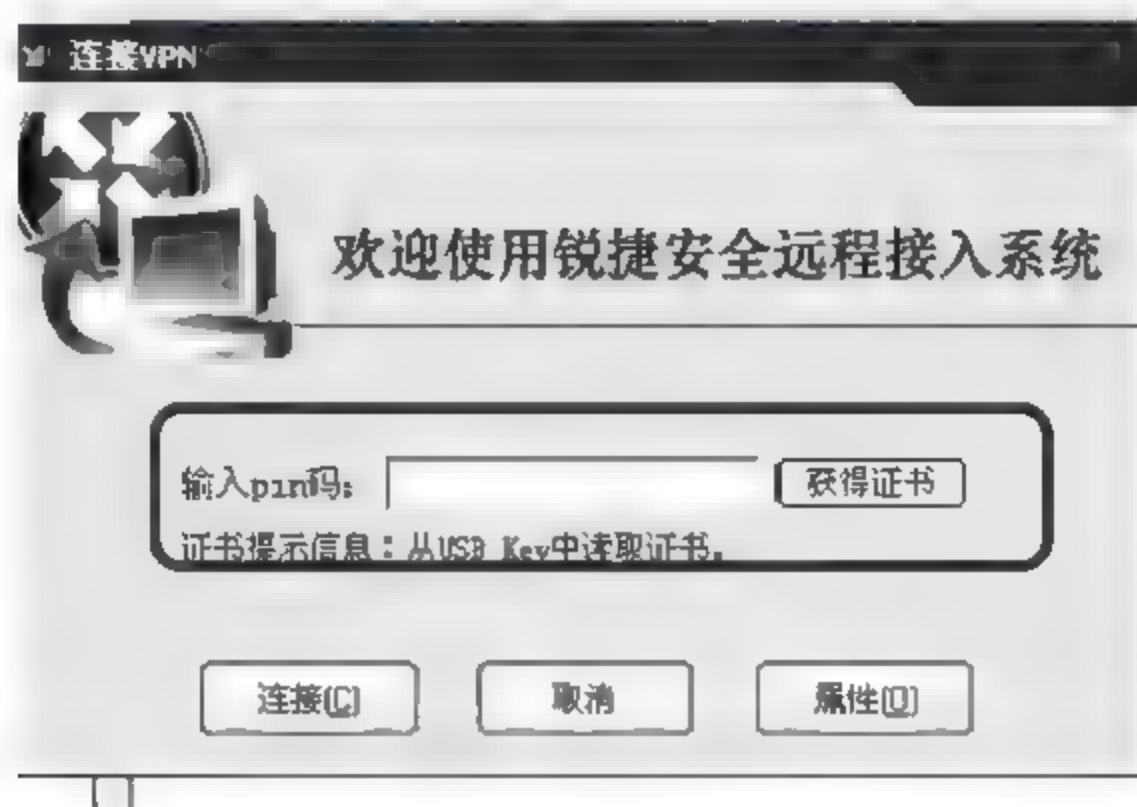 连接VPN
欢迎使用锐捷安全远程接入系统
输入pin码: 获得证书
证书提示信息:从USB Key中读取证书。
连接(C) 取消 属性(O)